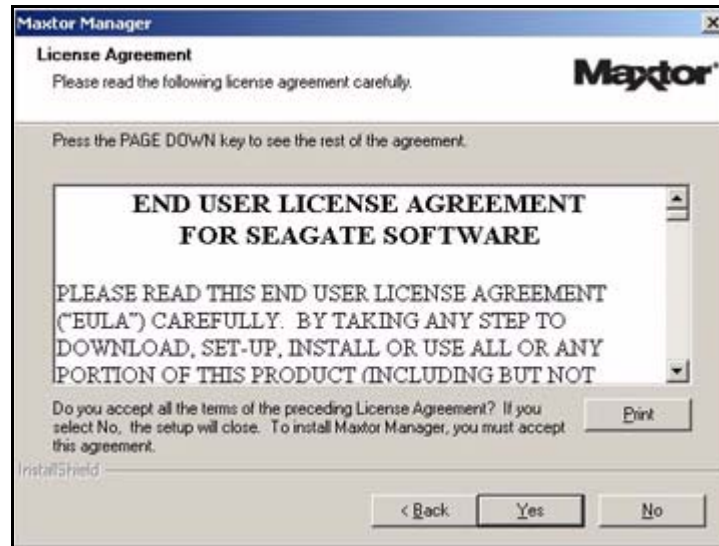 Maxtor Manager
License Agreement
Please read the following license agreement carefully.
Maxtor
Press the PAGE DOWN key to see the rest of the agreement.
END USER LICENSE AGREEMENT
FOR SEAGATE SOFTWARE
PLEASE READ THIS END USER LICENSE AGREEMENT
("EULA") CAREFULLY. BY TAKING ANY STEP TO
DOWNLOAD, SET-UP, INSTALL OR USE ALL OR ANY
PORTION OF THIS PRODUCT (INCLUDING BUT NOT
Do you accept all the terms of the preceding License Agreement? If you
select No, the setup will close. To install Maxtor Manager, you must accept
this agreement.
Print
InstallShield
< Back
Yes
No